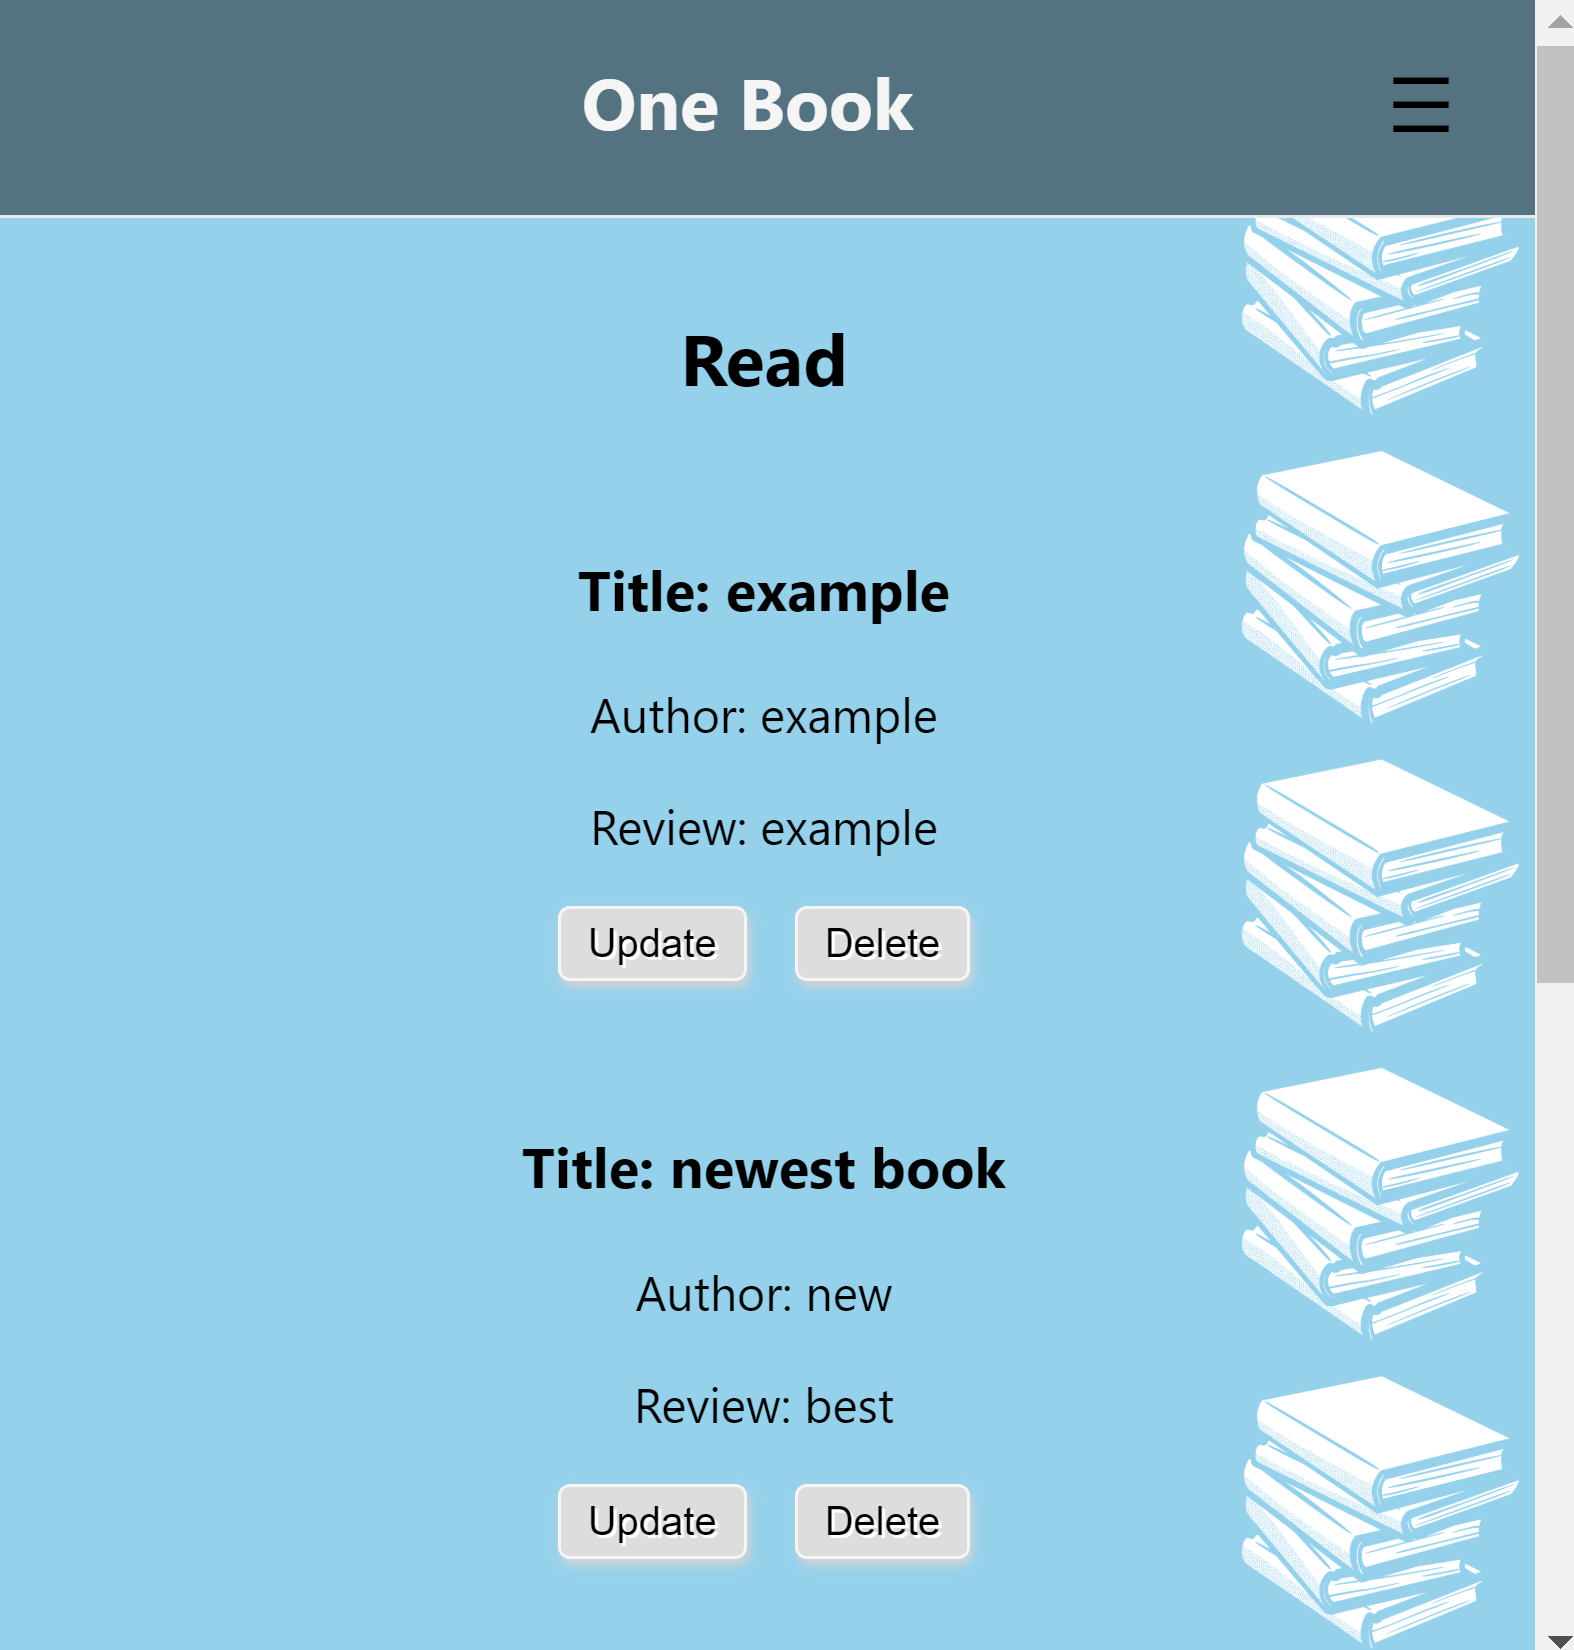 One Book
Read
Title: example
Author: example
Review: example
Update Delete
Title: newest book
Author: new
Review: best
Update Delete